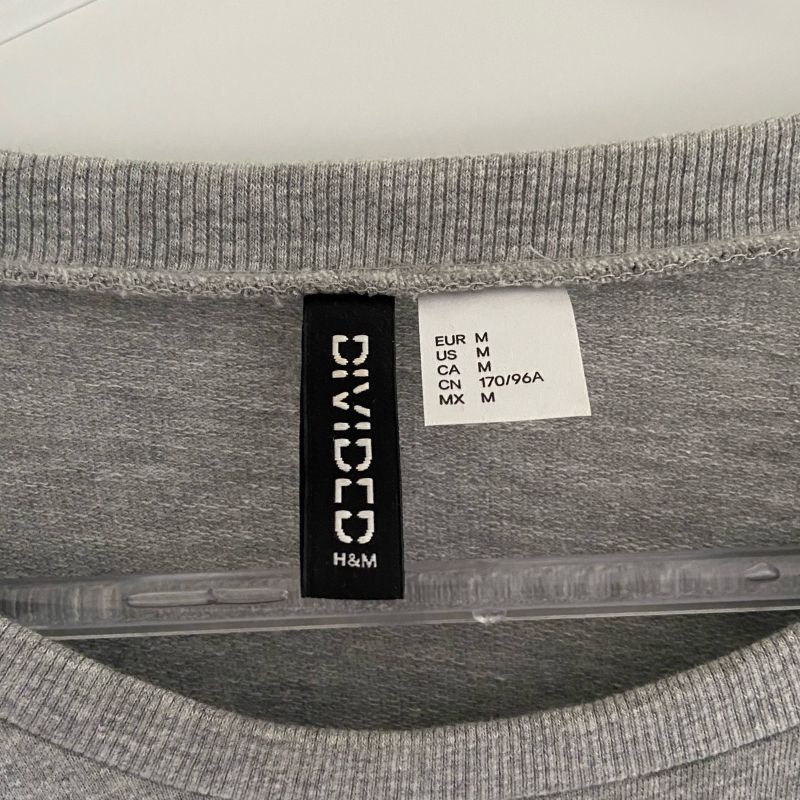 DIVIDED
H&M
EUR M
US M
CA M
CN 170/96A
MX M